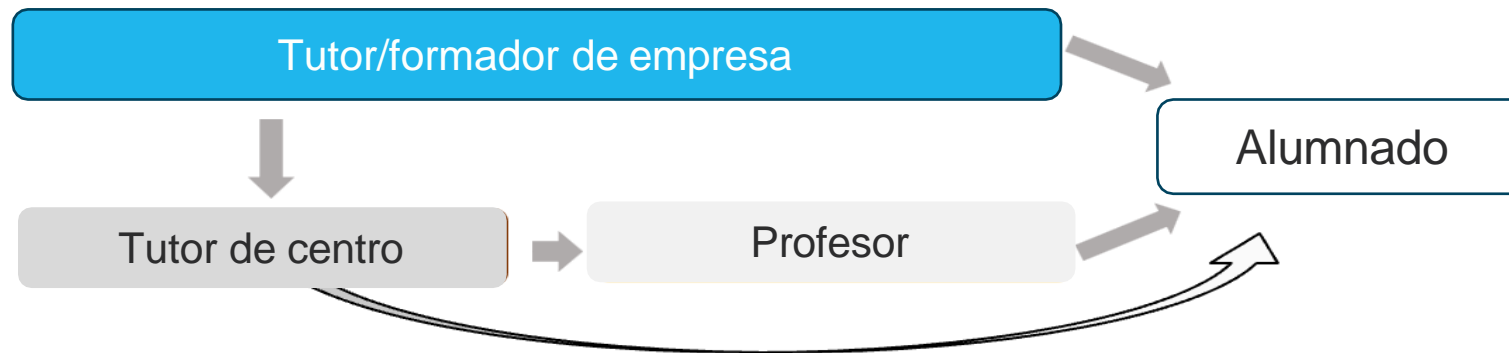 Tutor/formador de empresa
Alumnado
Tutor de centro
Profesor